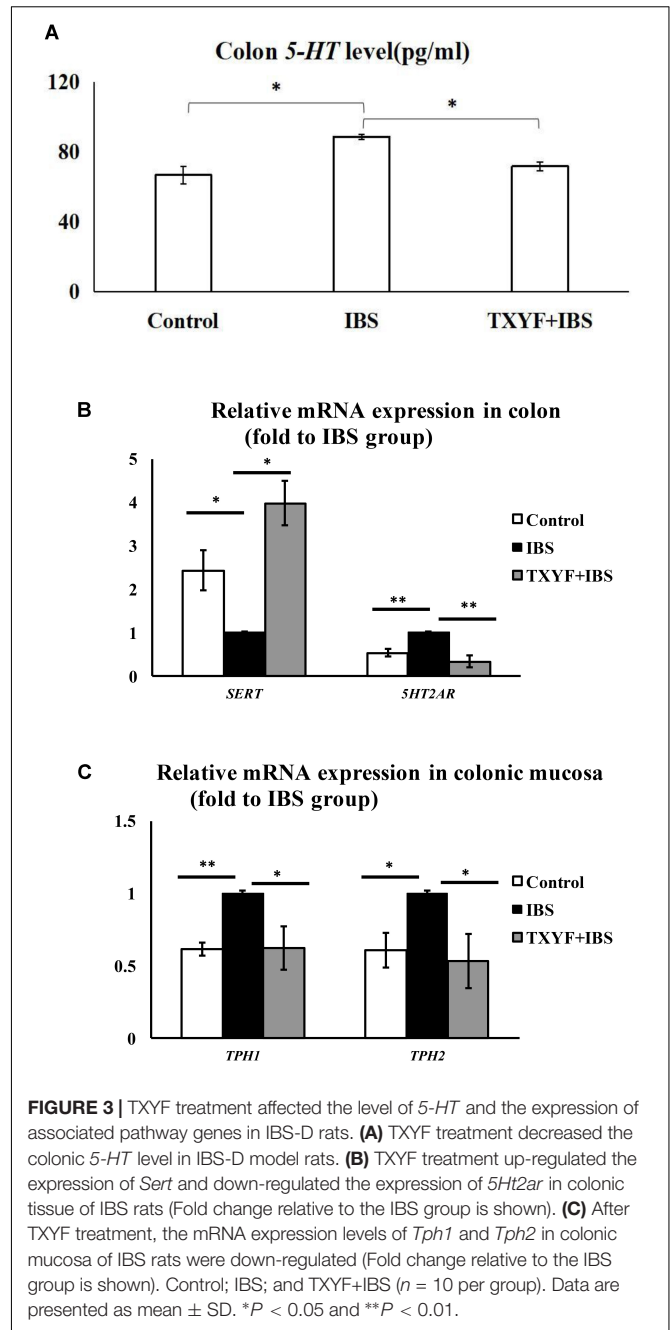 A
Colon 5-HT level(pg/ml)
120
80
40
0
*
*
Control IBS TXYF+IBS
B
Relative mRNA expression in colon
(fold to IBS group)
5
4
3
2
1
0
*
*
**
**
Control
IBS
TXYF+IBS
SERT 5HT2AR
C
Relative mRNA expression in colonic mucosa
(fold to IBS group)
1.5
1
0.5
0
**
*
*
*
Control
IBS
TXYF+IBS
TPH1 TPH2
FIGURE 3 | TXYF treatment affected the level of 5-HT and the expression of
associated pathway genes in IBS-D rats. (A) TXYF treatment decreased the
colonic 5-HT level in IBS-D model rats. (B) TXYF treatment up-regulated the
expression of Sert and down-regulated the expression of 5Ht2ar in colonic
tissue of IBS rats (Fold change relative to the IBS group is shown). (C) After
TXYF treatment, the mRNA expression levels of Tph1 and Tph2 in colonic
mucosa of IBS rats were down-regulated (Fold change relative to the IBS
group is shown). Control; IBS; and TXYF+IBS (n = 10 per group). Data are
presented as mean ± SD. *P < 0.05 and **P < 0.01.